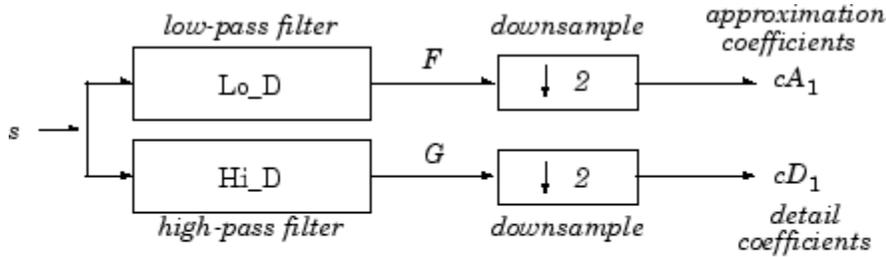 low-pass filter
downsample
approximation
coefficients
F
Lo_D
↓ 2
cA1
s
G
Hi_D
↓ 2
cD1
high-pass filter
downsample
detail
coefficients